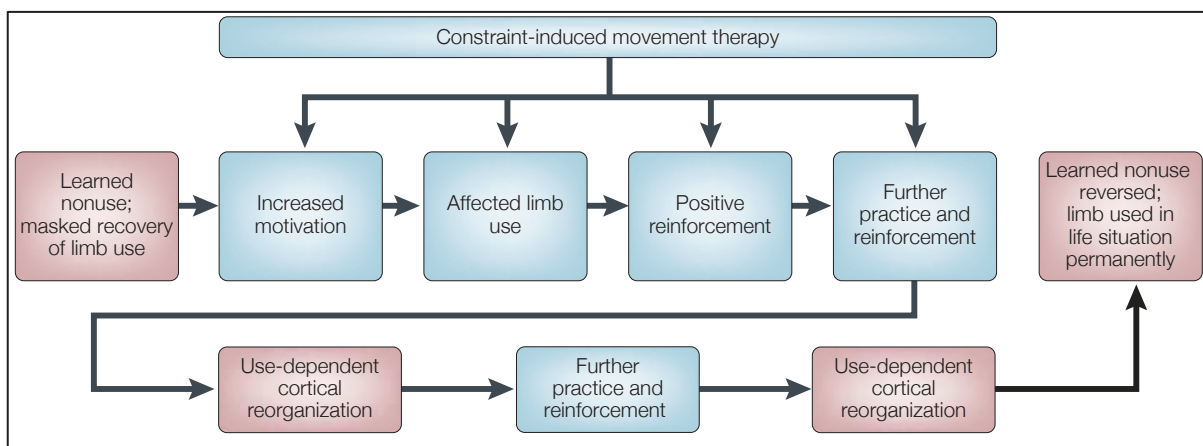 Constraint-induced movement therapy
Learned
nonuse;
masked recovery
of limb use
Increased
motivation
Affected limb
use
Positive
reinforcement
Further
practice and
reinforcement
Learned nonuse
reversed;
limb used in
life situation
permanently
Use-dependent
cortical
reorganization
Further
practice and
reinforcement
Use-dependent
cortical
reorganization